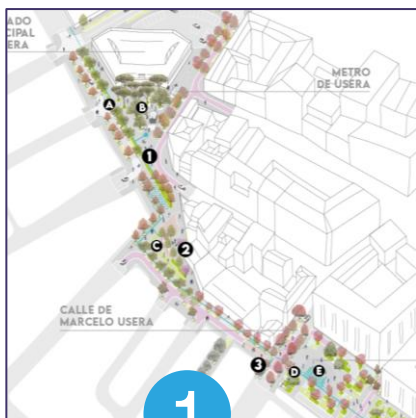 ADO
CIPAL
ERA
METRO
DE USERA
A
B
1
C
2
CALLE DE
MARCELO USERA
3
D
E
1